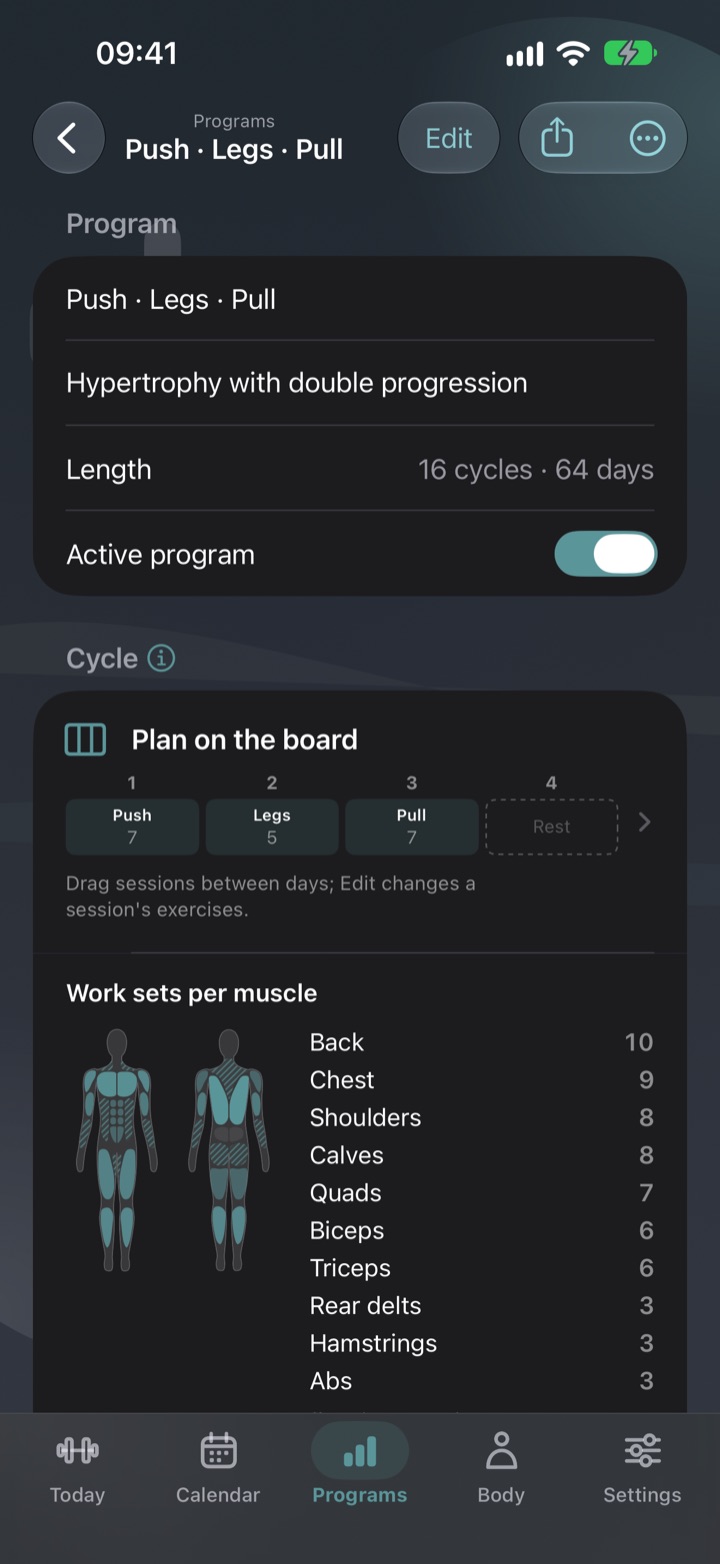 09:41
Programs
Push · Legs · Pull
Edit
Program
Push · Legs · Pull
Hypertrophy with double progression
Length 16 cycles · 64 days
Active program
Cycle
Plan on the board
1 2 3 4
Push Legs Pull Rest
7 5 7
Drag sessions between days; Edit changes a
session's exercises.
Work sets per muscle
Back 10
Chest 9
Shoulders 8
Calves 8
Quads 7
Biceps 6
Triceps 6
Rear delts 3
Hamstrings 3
Abs 3
Today Calendar Programs Body Settings